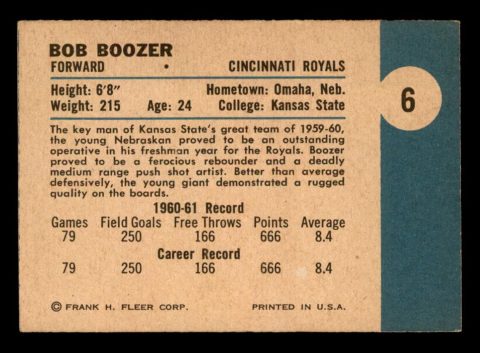 BOB BOOZER
FORWARD • CINCINNATI ROYALS
Height: 6'8" Hometown: Omaha, Neb.
Weight: 215 Age: 24 College: Kansas State
6
The key man of Kansas State's great team of 1959-60,
the young Nebraskan proved to be an outstanding
operative in his freshman year for the Royals. Boozer
proved to be a ferocious rebounder and a deadly
medium range push shot artist. Better than average
defensively, the young giant demonstrated a rugged
quality on the boards.
1960-61 Record
Games Field Goals Free Throws Points Average
79 250 166 666 8.4
Career Record
79 250 166 666 8.4
© FRANK H. FLEER CORP. PRINTED IN U.S.A.